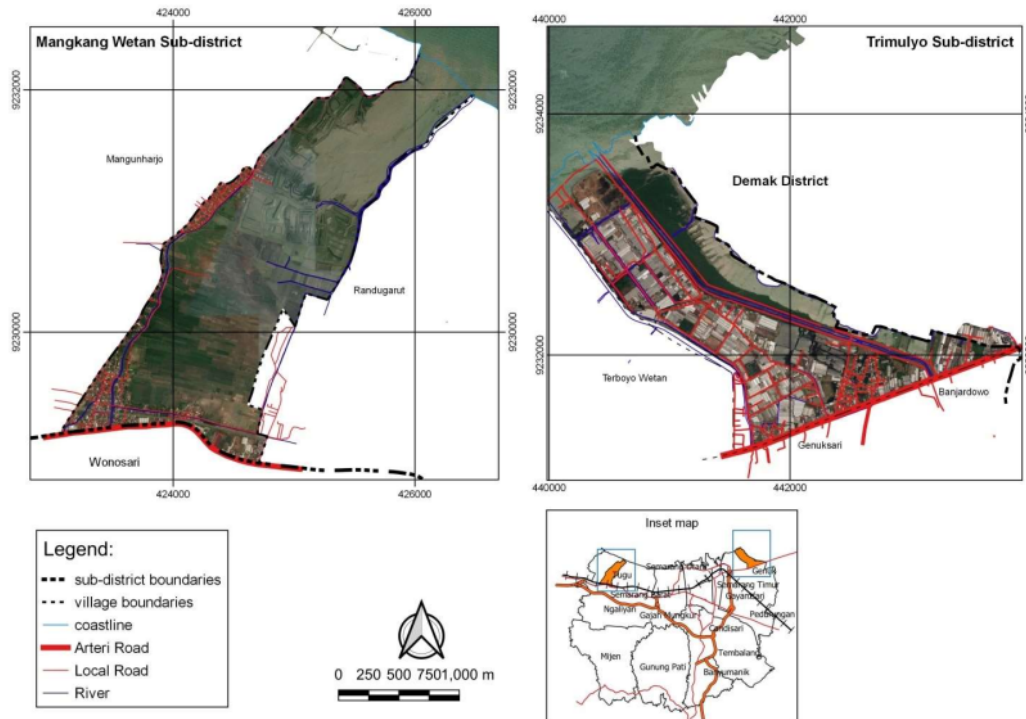 424000
426000
440000
442000
Mangkang Wetan Sub-district
Trimulyo Sub-district
9232000
9232000
9234000
Mangunharjo
Demak District
Randugarut
9230000
9230000
9232000
Terboyo Wetan
Banjardowo
Genuksari
Wonosari
424000
426000
440000
442000
Legend:
sub-district boundaries
village boundaries
coastline
Arteri Road
Local Road
River
0 250 500 7501,000 m
Inset map
Tugu
Genuk
Semarang Timur
Gayamsari
Ngaliyan
Gajah Mungkur
Pedurungan
Candisari
Mijen
Gunung Pati
Tembalang
Banyumanik